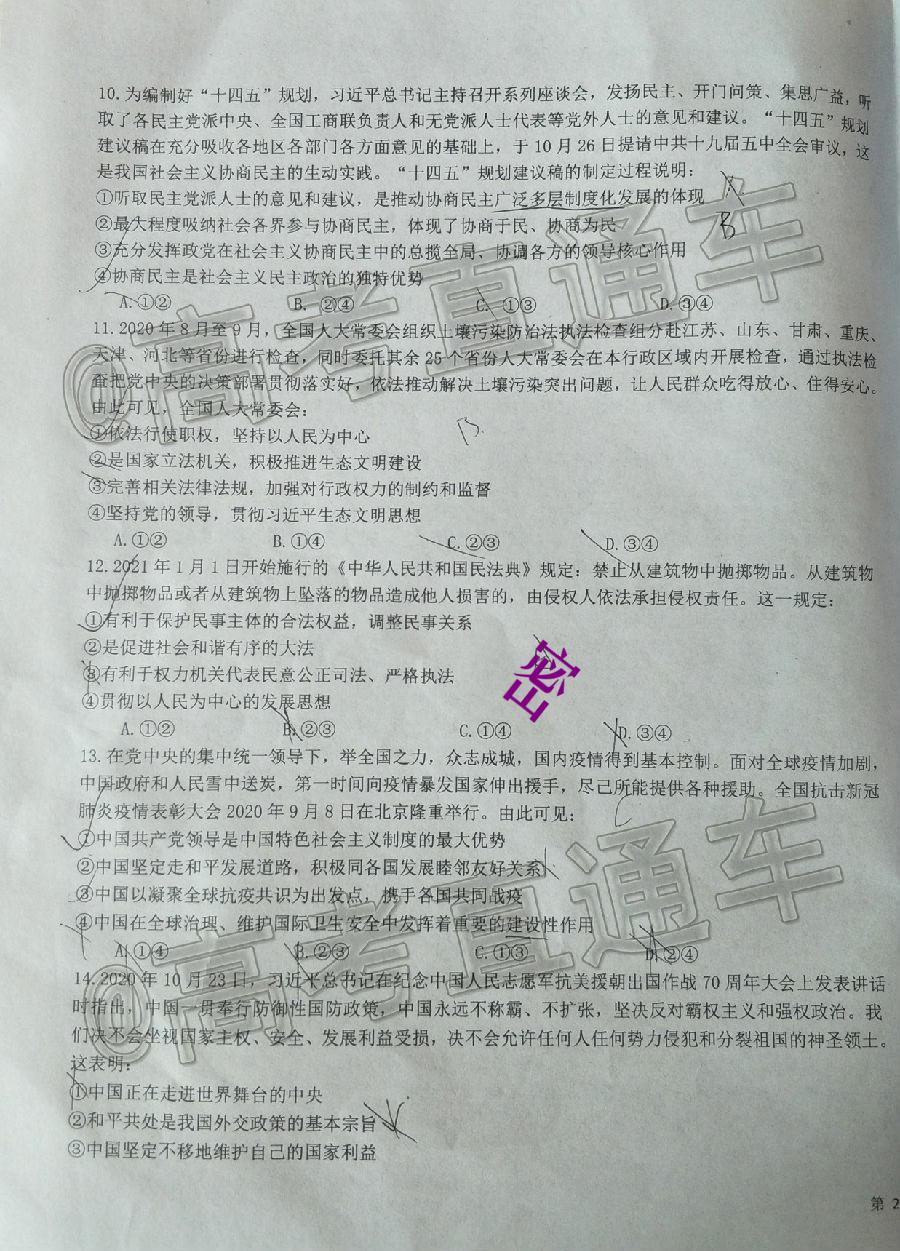 10.为编制好“十四五”规划，习近平总书记主持召开系列座谈会，发扬民主、开门问策、集思广益，听
取了各民主党派中央、全国工商联负责人和无党派人士代表等党外人士的意见和建议。“十四五”规划
建议稿在充分吸收各地区各部门各方面意见的基础上，于10月26日提请中共十九届五中全会审议，这
是我国社会主义协商民主的生动实践。“十四五”规划建议稿的制定过程说明：
①听取民主党派人士的意见和建议，是推动协商民主广泛多层制度化发展的体现
②最大程度吸纳社会各界参与协商民主，体现了协商于民、协商为民
B
③充分发挥政党在社会主义协商民主中的总揽全局、协调各方的领导核心作用
④协商民主是社会主义民主政治的独特优势
A.①② B.②④ C.①③ D.③④
11.2020年8月至9月，全国人大常委会组织土壤污染防治法执法检查组分赴江苏、山东、甘肃、重庆、
天津、河北等省份进行检查，同时委托其余25个省份人大常委会在本行政区域内开展检查，通过执法检
查把党中央的决策部署贯彻落实好，依法推动解决土壤污染突出问题，让人民群众吃得放心、住得安心。
由此可见，全国人大常委会：
①依法行使职权，坚持以人民为中心
B.
②是国家立法机关，积极推进生态文明建设
③完善相关法律法规，加强对行政权力的制约和监督
④坚持党的领导，贯彻习近平生态文明思想
A.①② B.①④ C.②③ D.③④
12.2021年1月1日开始施行的《中华人民共和国民法典》规定：禁止从建筑物中抛掷物品。从建筑物
中抛掷物品或者从建筑物上坠落的物品造成他人损害的，由侵权人依法承担侵权责任。这一规定：
①有利于保护民事主体的合法权益，调整民事关系
②是促进社会和谐有序的大法
③有利于权力机关代表民意公正司法、严格执法
④贯彻以人民为中心的发展思想
密
A.①② B.②③ C.①④ D.③④
13.在党中央的集中统一领导下，举全国之力，众志成城，国内疫情得到基本控制。面对全球疫情加剧，
中国政府和人民雪中送炭，第一时间向疫情暴发国家伸出援手，尽己所能提供各种援助。全国抗击新冠
肺炎疫情表彰大会2020年9月8日在北京隆重举行。由此可见：
C
①中国共产党领导是中国特色社会主义制度的最大优势
②中国坚定走和平发展道路，积极同各国发展睦邻友好关系
③中国以凝聚全球抗疫共识为出发点，携手各国共同战疫
④中国在全球治理、维护国际卫生安全中发挥着重要的建设性作用
A.①④ B.②③ C.①③ D.②④
14.2020年10月23日，习近平总书记在纪念中国人民志愿军抗美援朝出国作战70周年大会上发表讲话
时指出，中国一贯奉行防御性国防政策，中国永远不称霸、不扩张，坚决反对霸权主义和强权政治。我
们决不会坐视国家主权、安全、发展利益受损，决不会允许任何人任何势力侵犯和分裂祖国的神圣领土。
这表明：
①中国正在走进世界舞台的中央
②和平共处是我国外交政策的基本宗旨
③中国坚定不移地维护自己的国家利益
第 2
@高考直通车
@高考直通车